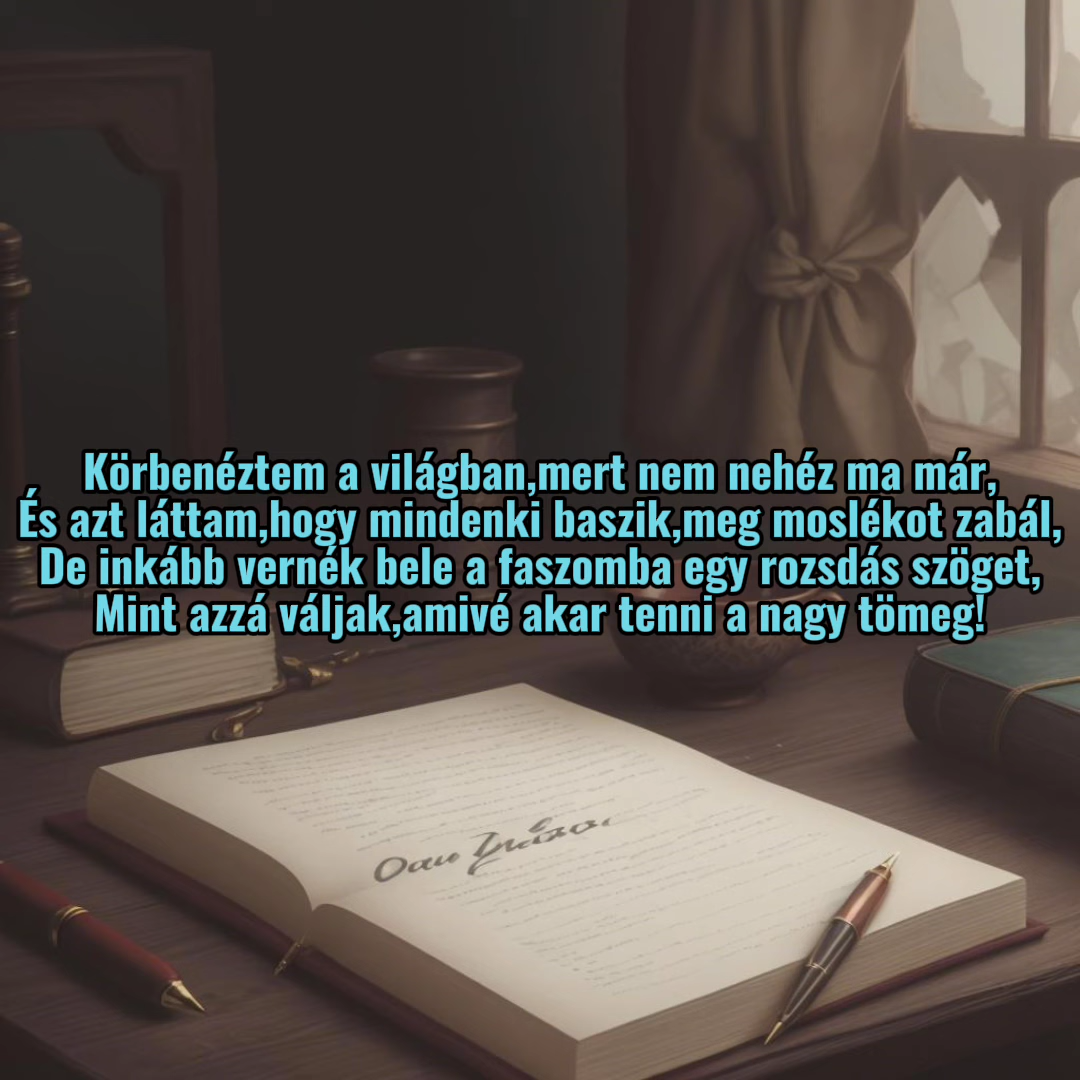 Körbenéztem a világban,mert nem nehéz ma már,
És azt láttam,hogy mindenki baszik,meg moslékot zabál,
De inkább vernék bele a faszomba egy rozsdás szöget,
Mint azzá váljak,amivé akar tenni a nagy tömeg!